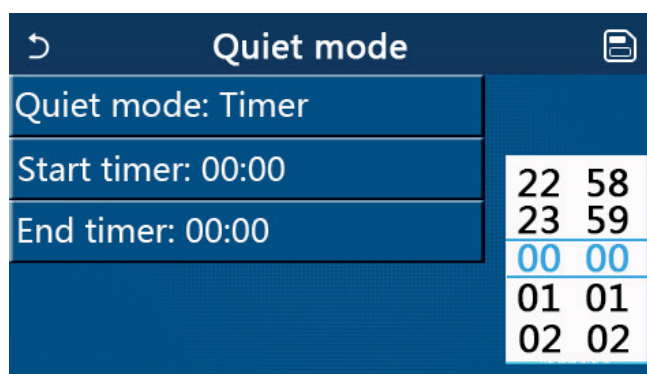 Quiet mode
Quiet mode: Timer
Start timer: 00:00
End timer: 00:00
22 58
23 59
00 00
01 01
02 02